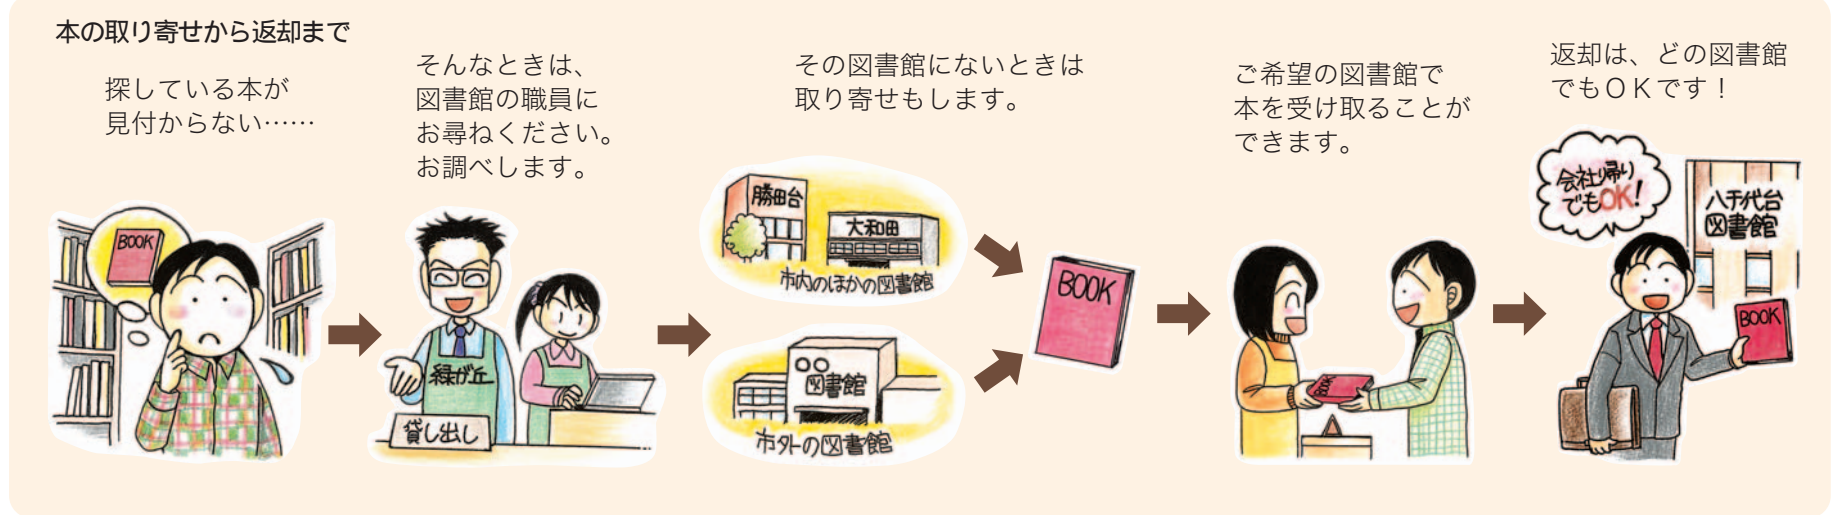 本の取り寄せから返却まで
探している本が
見付からない……
BOOK
そんなときは、
図書館の職員に
お尋ねください。
お調べします。
緑が丘
貸し出し
その図書館にないときは
取り寄せもします。
勝田台
大和田
市内のほかの図書館
〇〇
図書館
市外の図書館
BOOK
ご希望の図書館で
本を受け取ることが
できます。
BOOK
返却は、どの図書館
でもＯＫです！
会社帰り
でもOK!
八千代台
図書館
BOOK